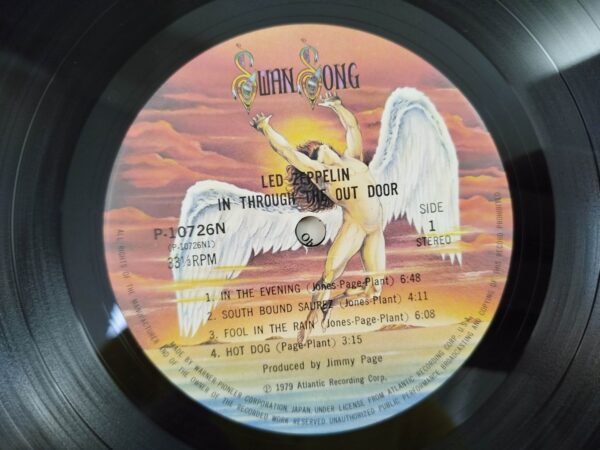 SWAN SONG
LED ZEPPELIN
IN THROUGH THE OUT DOOR
P-10726N
(P-10726N1)
33⅓RPM
SIDE
1
STEREO
1. IN THE EVENING (Jones-Page-Plant) 6:48
2. SOUTH BOUND SAUREZ (Jones-Plant) 4:11
3. FOOL IN THE RAIN (Jones-Page-Plant) 6:08
4. HOT DOG (Page-Plant) 3:15
Produced by Jimmy Page
℗ 1979 Atlantic Recording Corp.
MADE BY WARNER-PIONEER CORPORATION, JAPAN, UNDER LICENSE FROM ATLANTIC RECORDING CORP., U.S.A.
ALL RIGHTS OF THE MANUFACTURER AND OF THE OWNER OF THE RECORDED WORK RESERVED UNAUTHORIZED PUBLIC PERFORMANCE, BROADCASTING AND COPYING OF THIS RECORD PROHIBITED